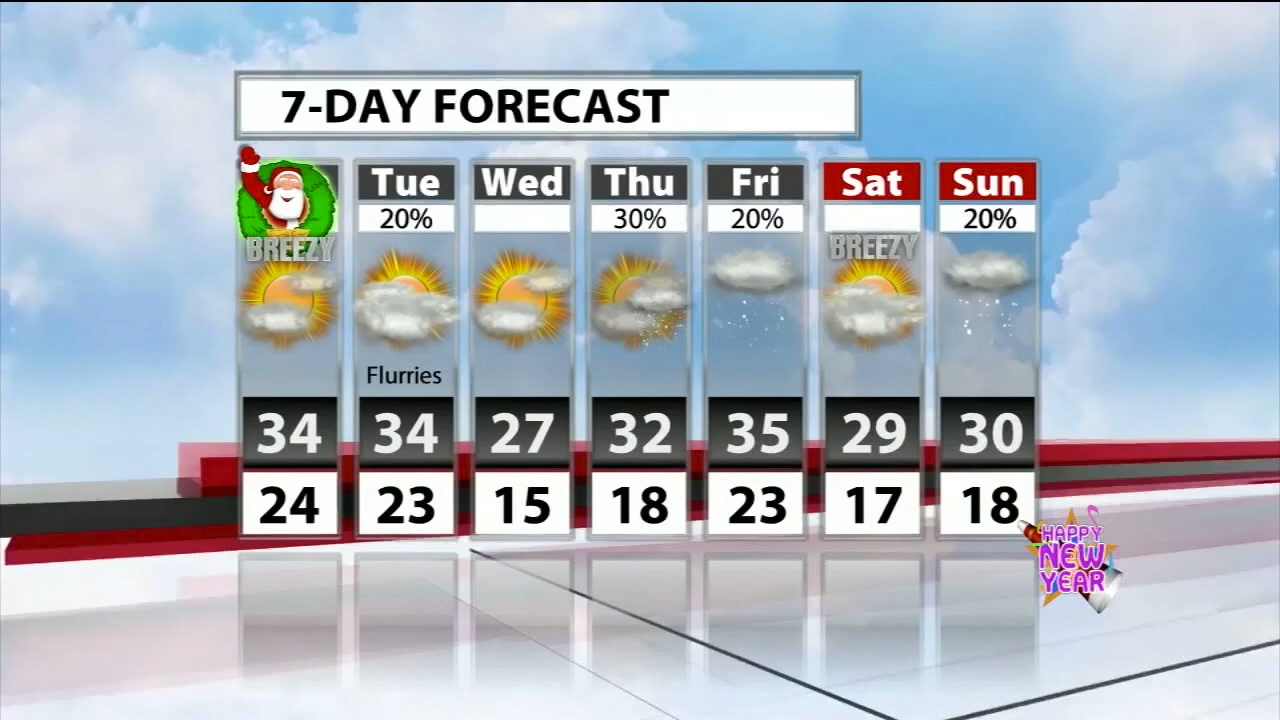 7-DAY FORECAST
Tue Wed Thu Fri Sat Sun
20% 30% 20% 20%
BREEZY BREEZY
Flurries
34 34 27 32 35 29 30
24 23 15 18 23 17 18
HAPPY
NEW
YEAR